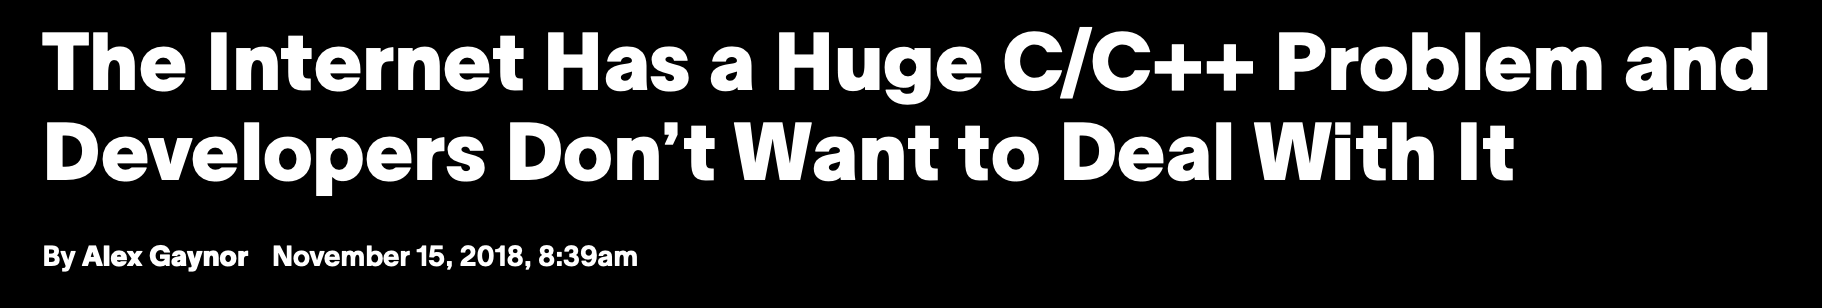 The Internet Has a Huge C/C++ Problem and
Developers Don’t Want to Deal With It
By Alex Gaynor November 15, 2018, 8:39am